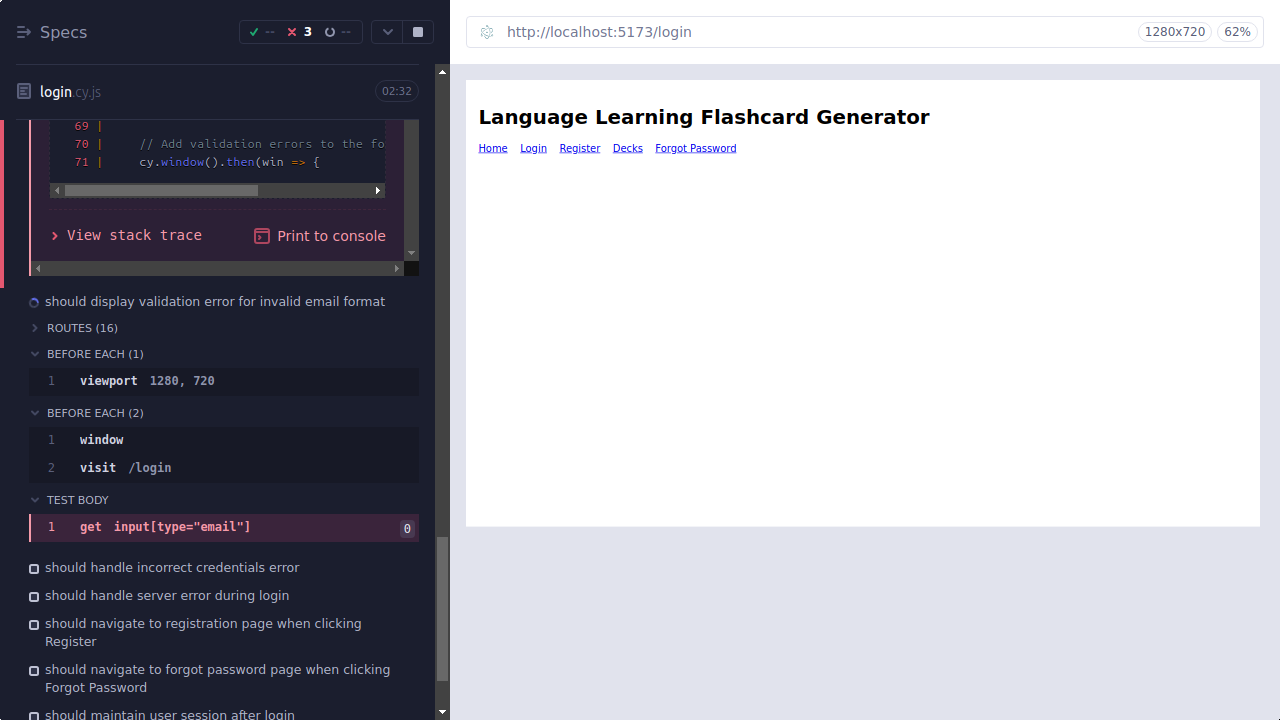 Specs
-- 3 --
login.cy.js
02:32
69 |
70 | // Add validation errors to the fo
71 | cy.window().then(win => {
View stack trace
Print to console
should display validation error for invalid email format
ROUTES (16)
BEFORE EACH (1)
1 viewport 1280, 720
BEFORE EACH (2)
1 window
2 visit /login
TEST BODY
1 get input[type="email"] 0
should handle incorrect credentials error
should handle server error during login
should navigate to registration page when clicking
Register
should navigate to forgot password page when clicking
Forgot Password
should maintain user session after login
http://localhost:5173/login
1280x720
62%
Language Learning Flashcard Generator
Home Login Register Decks Forgot Password